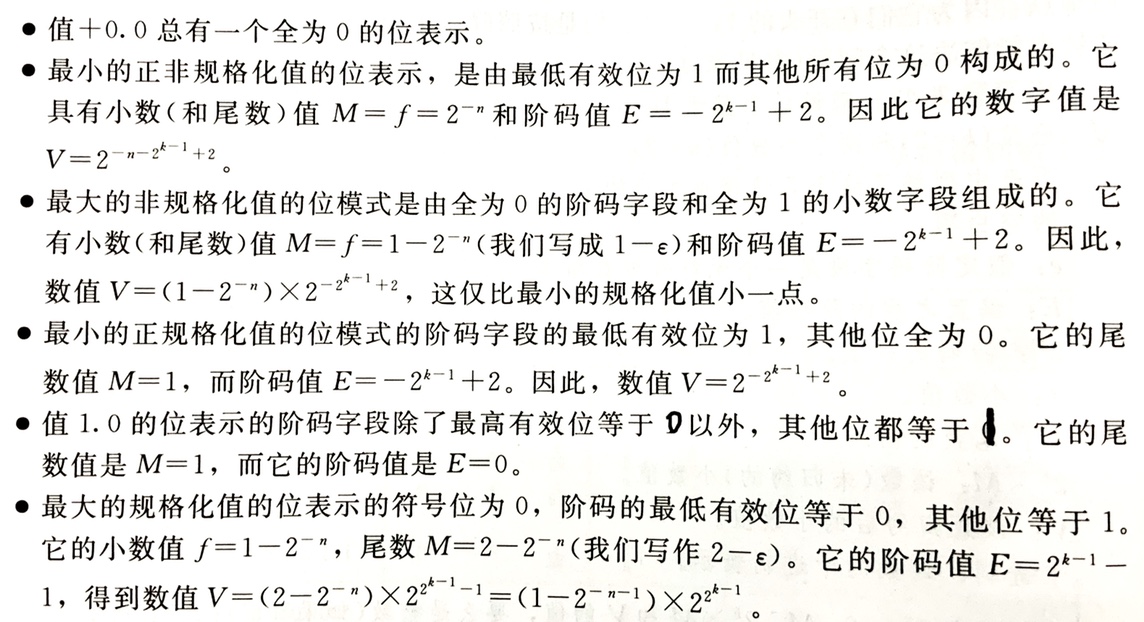 ● 值+0.0 总有一个全为 0 的位表示。
● 最小的正非规格化值的位表示，是由最低有效位为 1 而其他所有位为 0 构成的。它
具有小数(和尾数)值 M=f=2⁻ⁿ 和阶码值 E=-2ᵏ⁻¹+2。因此它的数字值是
V=2^{-n-2^{k-1}+2}。
● 最大的非规格化值的位模式是由全为 0 的阶码字段和全为 1 的小数字段组成的。它
有小数(和尾数)值 M=f=1-2⁻ⁿ(我们写成 1-ε)和阶码值 E=-2ᵏ⁻¹+2。因此，
数值 V=(1-2⁻ⁿ)×2^{-2^{k-1}+2}，这仅比最小的规格化值小一点。
● 最小的正规格化值的位模式的阶码字段的最低有效位为 1，其他位全为 0。它的尾
数值 M=1，而阶码值 E=-2ᵏ⁻¹+2。因此，数值 V=2^{-2^{k-1}+2}。
● 值 1.0 的位表示的阶码字段除了最高有效位等于 0 以外，其他位都等于 1。它的尾
数值是 M=1，而它的阶码值是 E=0。
● 最大的规格化值的位表示的符号位为 0，阶码的最低有效位等于 0，其他位等于 1。
它的小数值 f=1-2⁻ⁿ，尾数 M=2-2⁻ⁿ(我们写作 2-ε)。它的阶码值 E=2ᵏ⁻¹-
1，得到数值 V=(2-2⁻ⁿ)×2^{2^{k-1}-1}=(1-2⁻ⁿ⁻¹)×2^{2^{k-1}}。